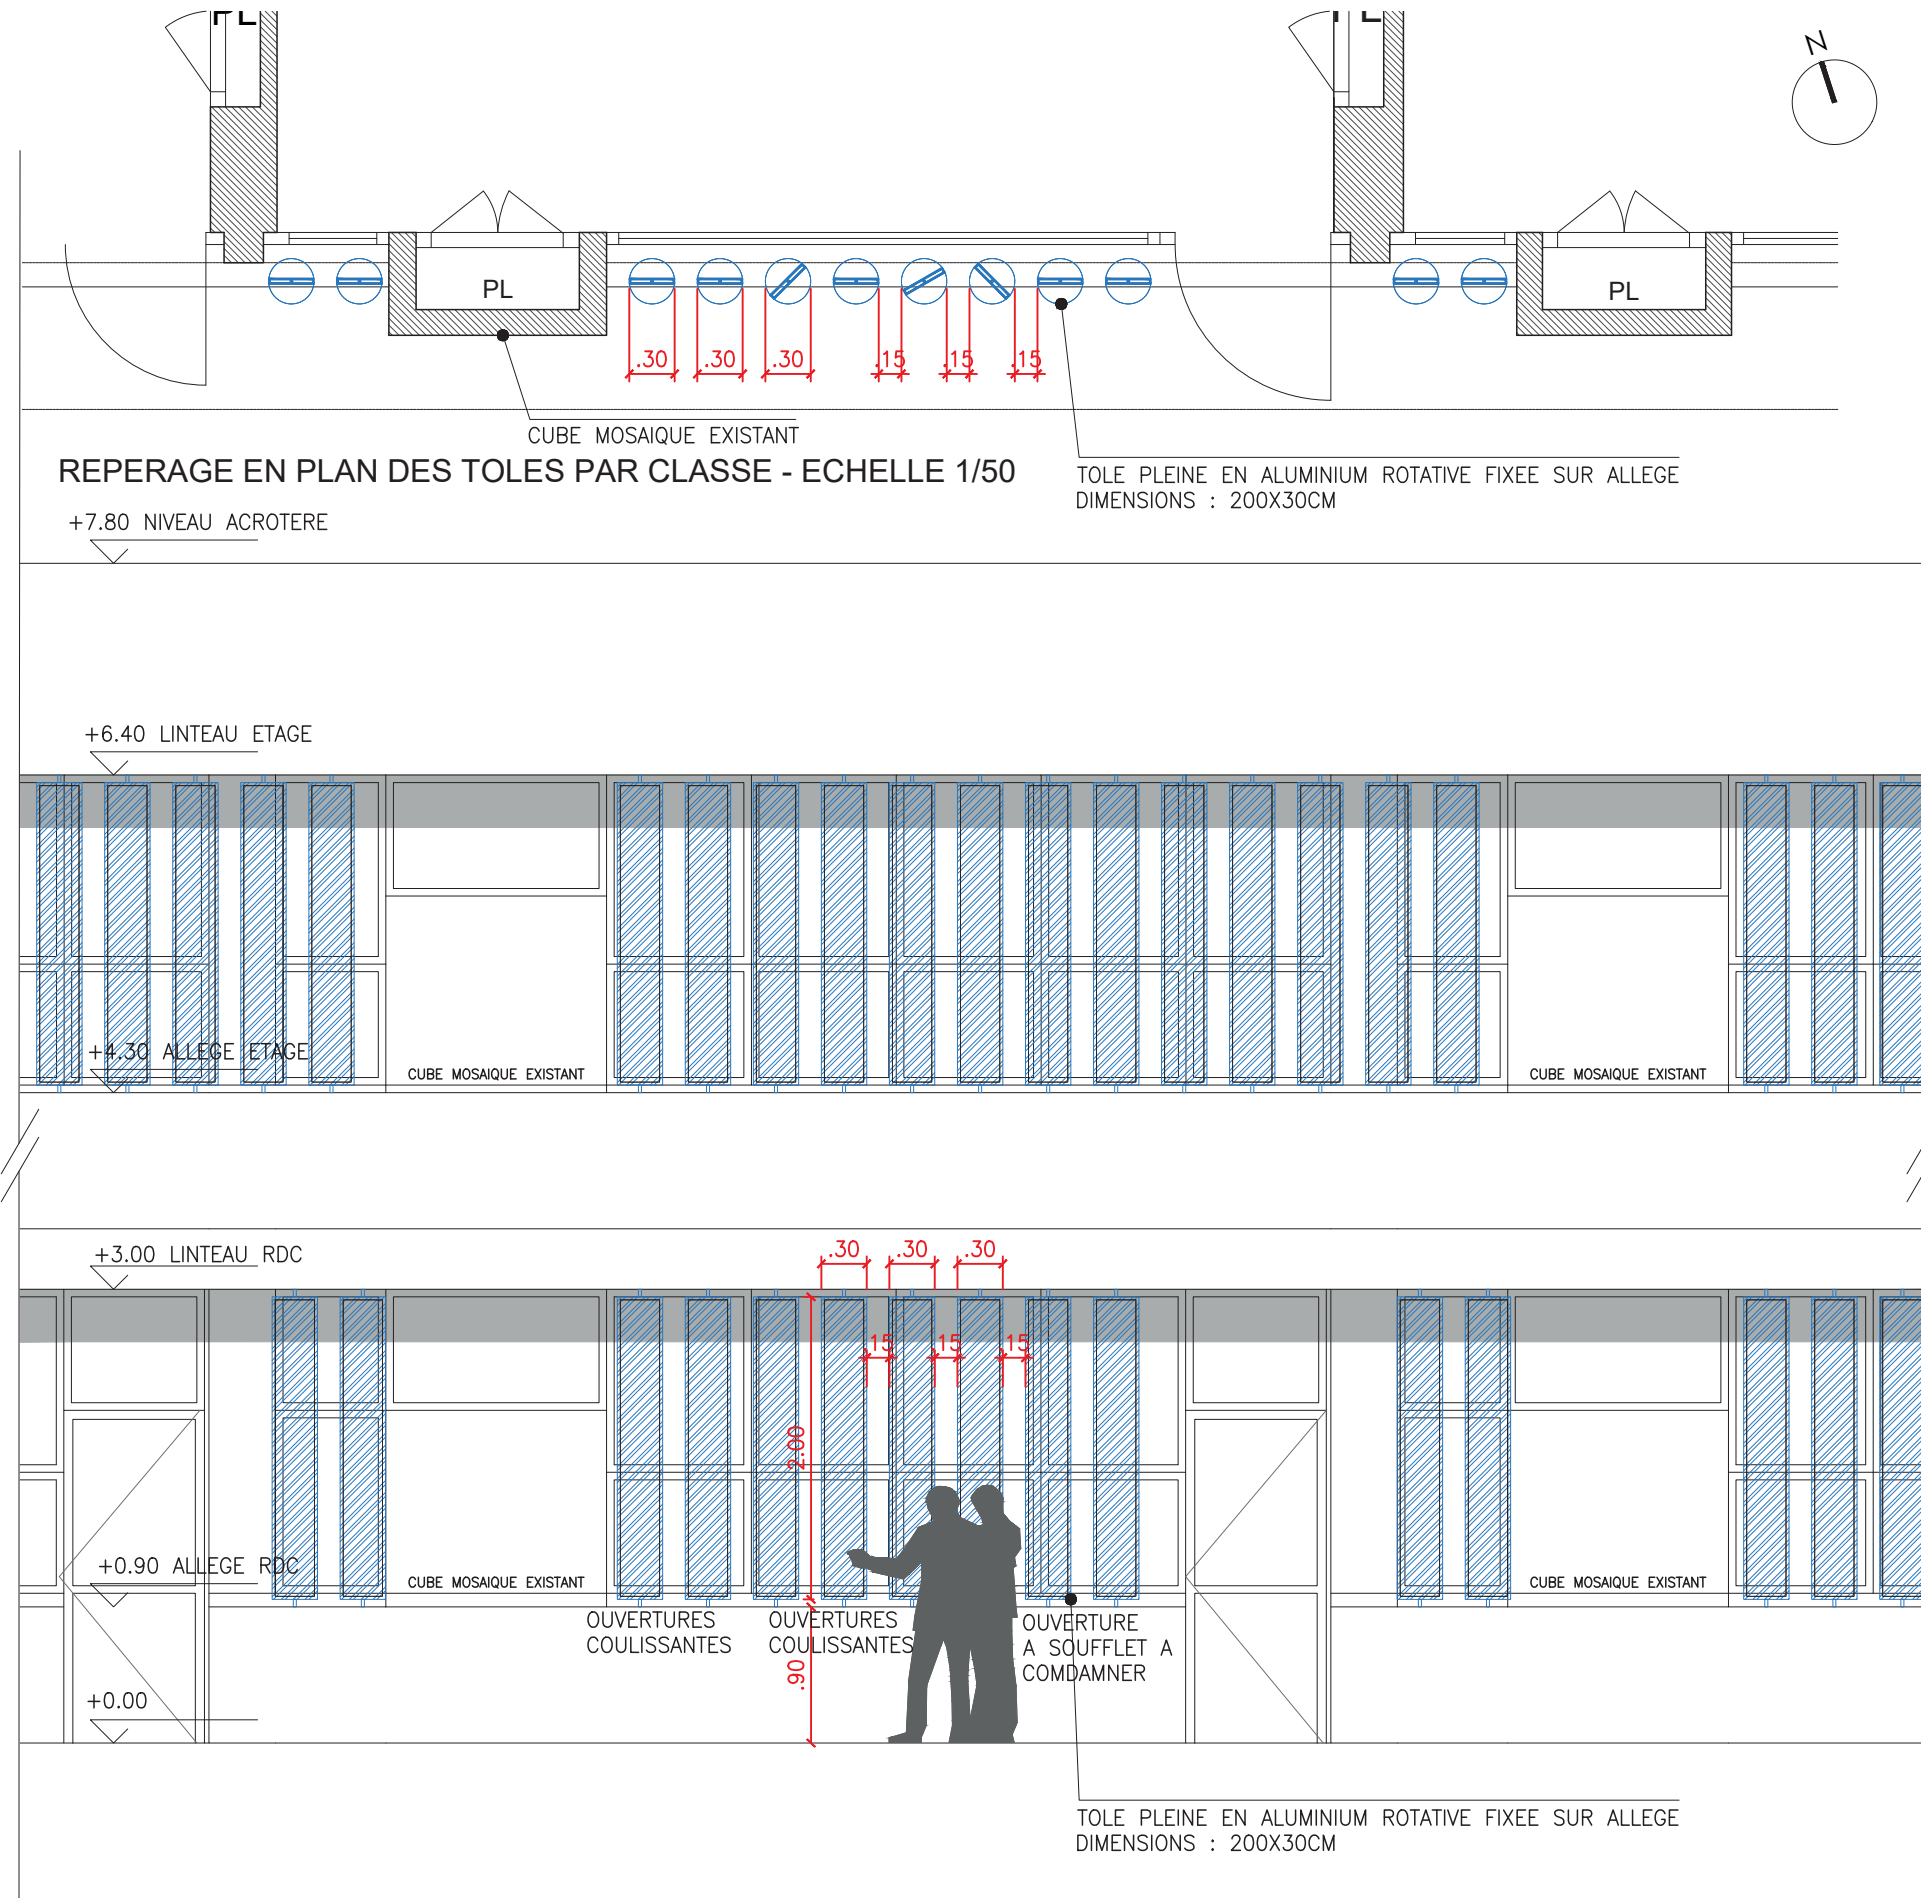 PL
PL
N
PL
PL
.30
.30
.30
.15
.15
.15
CUBE MOSAIQUE EXISTANT
REPERAGE EN PLAN DES TOLES PAR CLASSE - ECHELLE 1/50
TOLE PLEINE EN ALUMINIUM ROTATIVE FIXEE SUR ALLEGE
DIMENSIONS : 200X30CM
+7.80 NIVEAU ACROTERE
+6.40 LINTEAU ETAGE
+4.30 ALLEGE ETAGE
CUBE MOSAIQUE EXISTANT
CUBE MOSAIQUE EXISTANT
+3.00 LINTEAU RDC
.30
.30
.30
.15
.15
.15
2.00
+0.90 ALLEGE RDC
CUBE MOSAIQUE EXISTANT
CUBE MOSAIQUE EXISTANT
OUVERTURES
COULISSANTES
OUVERTURES
COULISSANTES
OUVERTURE
A SOUFFLET A
COMDAMNER
.90
+0.00
TOLE PLEINE EN ALUMINIUM ROTATIVE FIXEE SUR ALLEGE
DIMENSIONS : 200X30CM